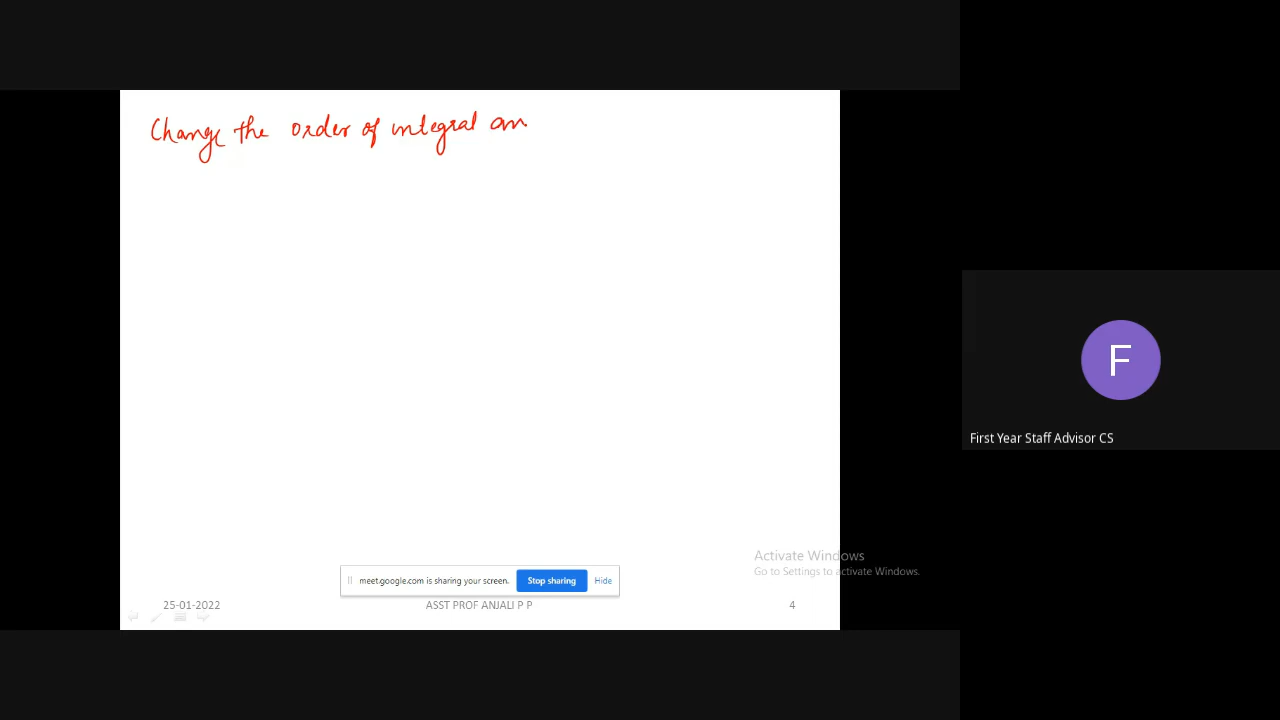 Change the order of integral an
F
First Year Staff Advisor CS
Activate Windows
Go to Settings to activate Windows.
meet.google.com is sharing your screen. Stop sharing Hide
25-01-2022 ASST PROF ANJALI P P 4